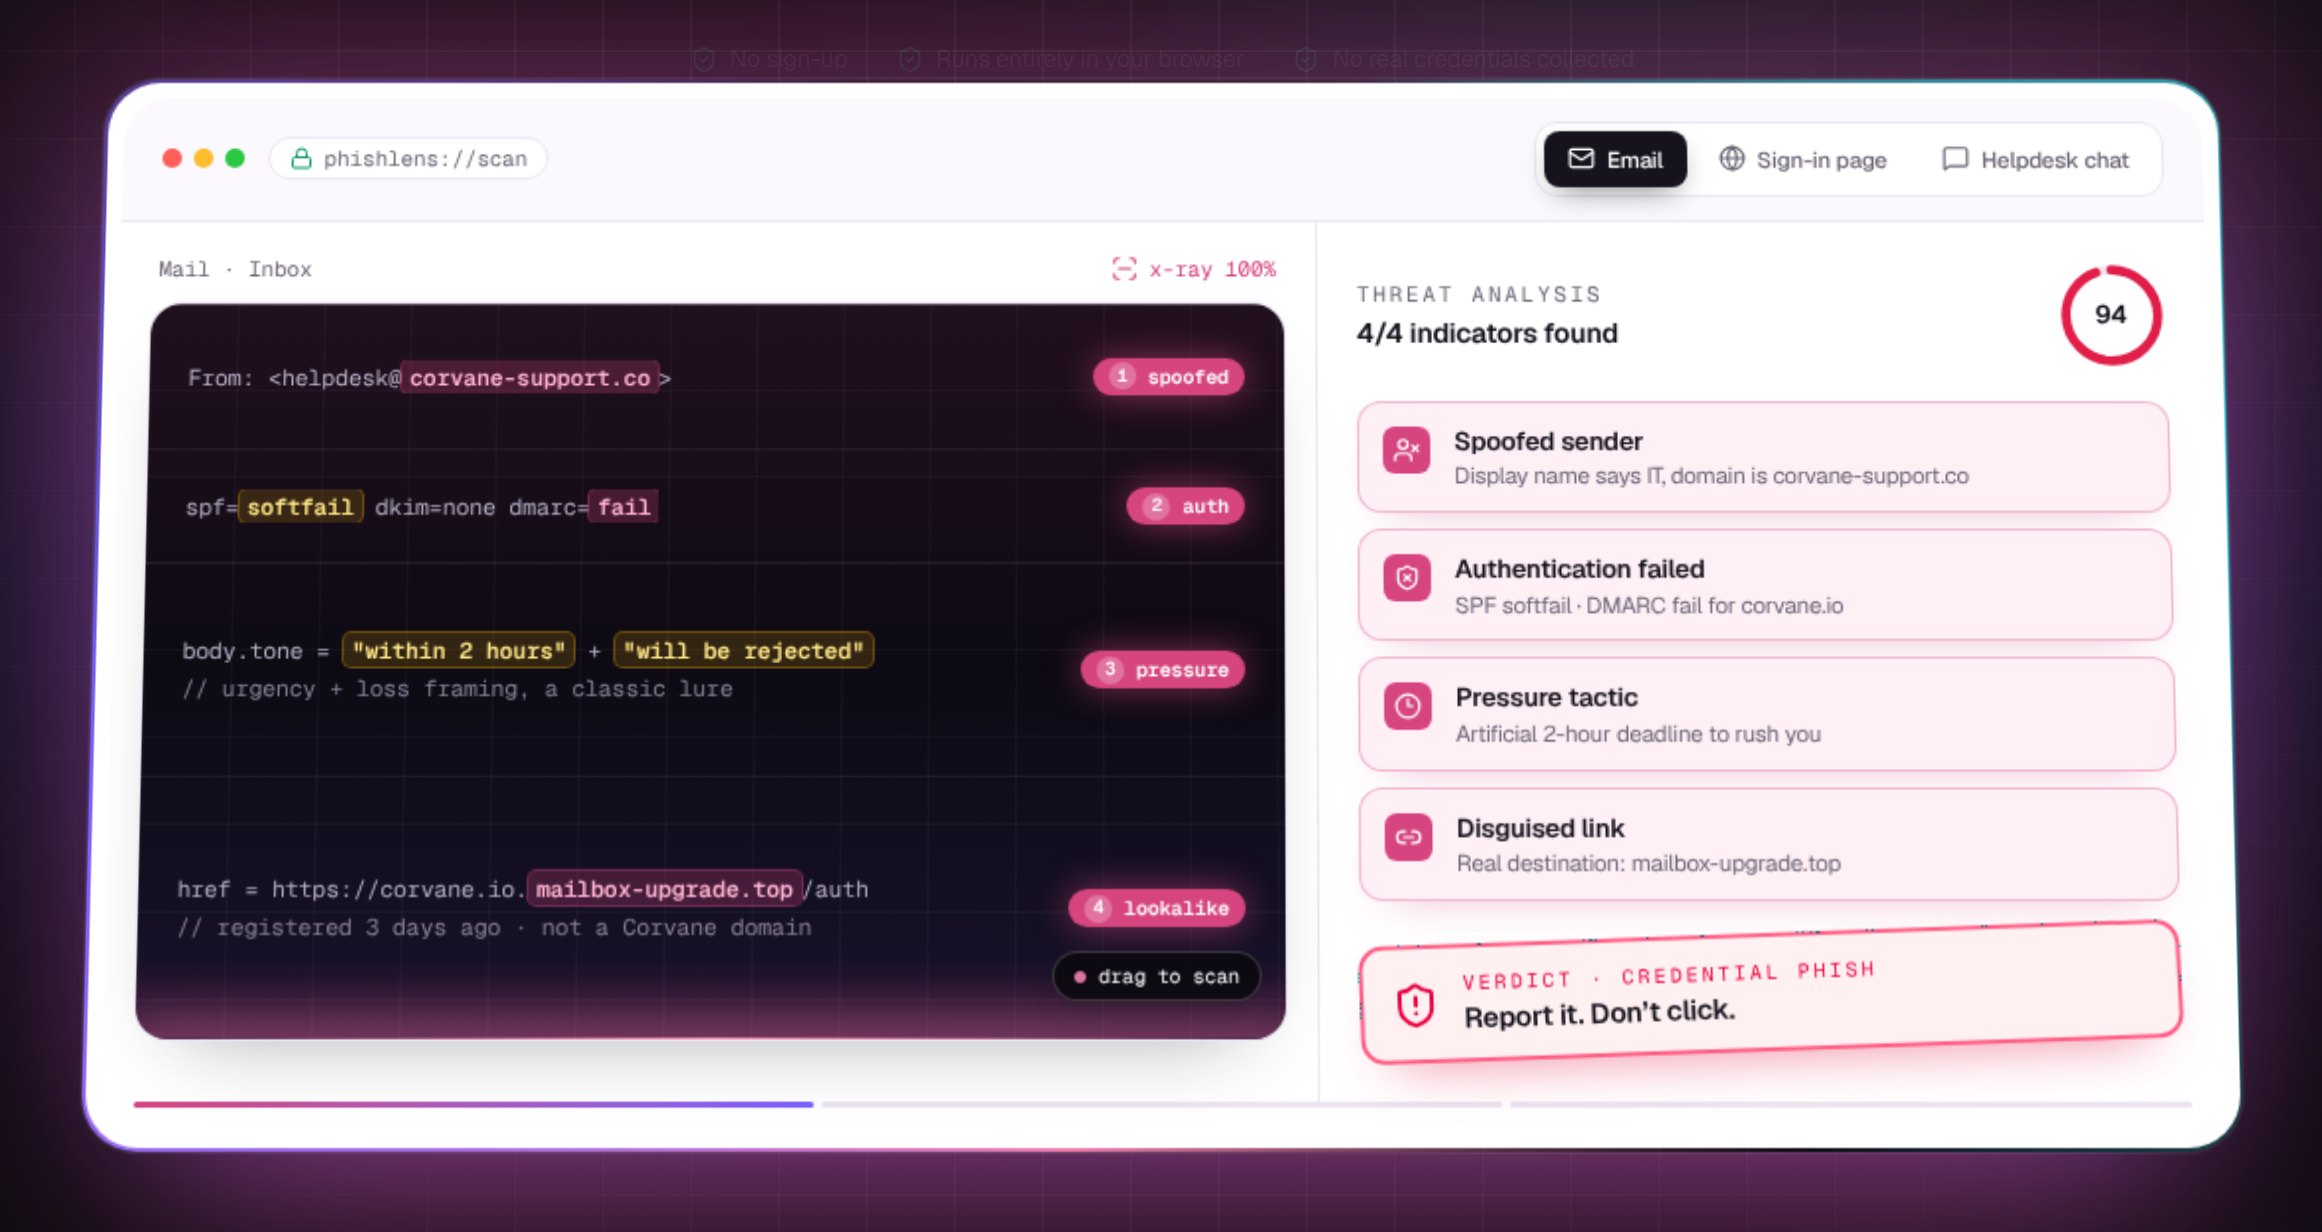 No sign-up Runs entirely in your browser No real credentials collected
phishlens://scan
Email Sign-in page Helpdesk chat
Mail · Inbox
x-ray 100%
From: <helpdesk@corvane-support.co>
1 spoofed
spf=softfail dkim=none dmarc=fail
2 auth
body.tone = "within 2 hours" + "will be rejected"
// urgency + loss framing, a classic lure
3 pressure
href = https://corvane.io.mailbox-upgrade.top/auth
// registered 3 days ago · not a Corvane domain
4 lookalike
drag to scan
THREAT ANALYSIS
4/4 indicators found
94
Spoofed sender
Display name says IT, domain is corvane-support.co
Authentication failed
SPF softfail · DMARC fail for corvane.io
Pressure tactic
Artificial 2-hour deadline to rush you
Disguised link
Real destination: mailbox-upgrade.top
VERDICT · CREDENTIAL PHISH
Report it. Don’t click.